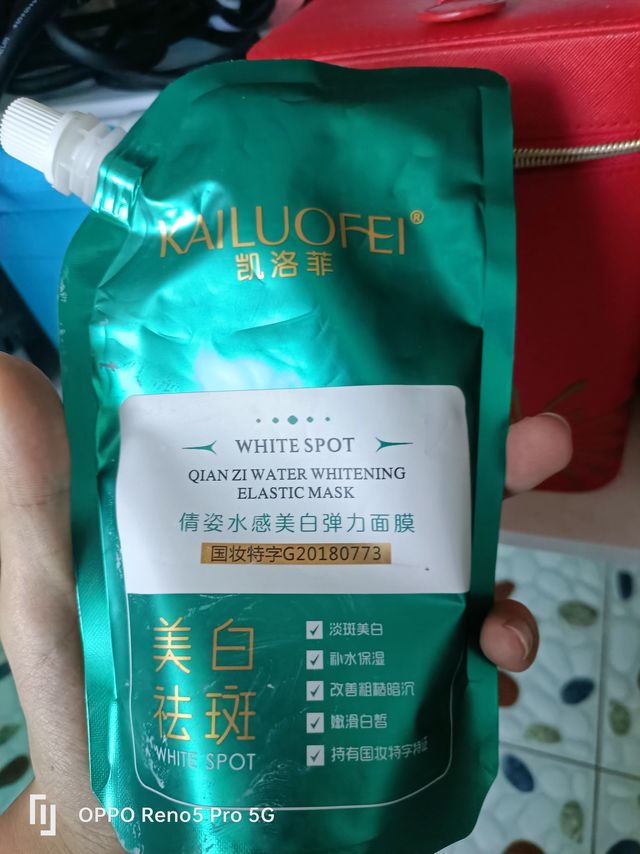 KAILUOFEI®
凯洛菲
WHITE SPOT
QIAN ZI WATER WHITENING
ELASTIC MASK
倩姿水感美白弹力面膜
国妆特字G20180773
美白
祛斑
WHITE SPOT
淡斑美白
补水保湿
改善粗糙暗沉
嫩滑白皙
持有国妆特字特证
OPPO Reno5 Pro 5G